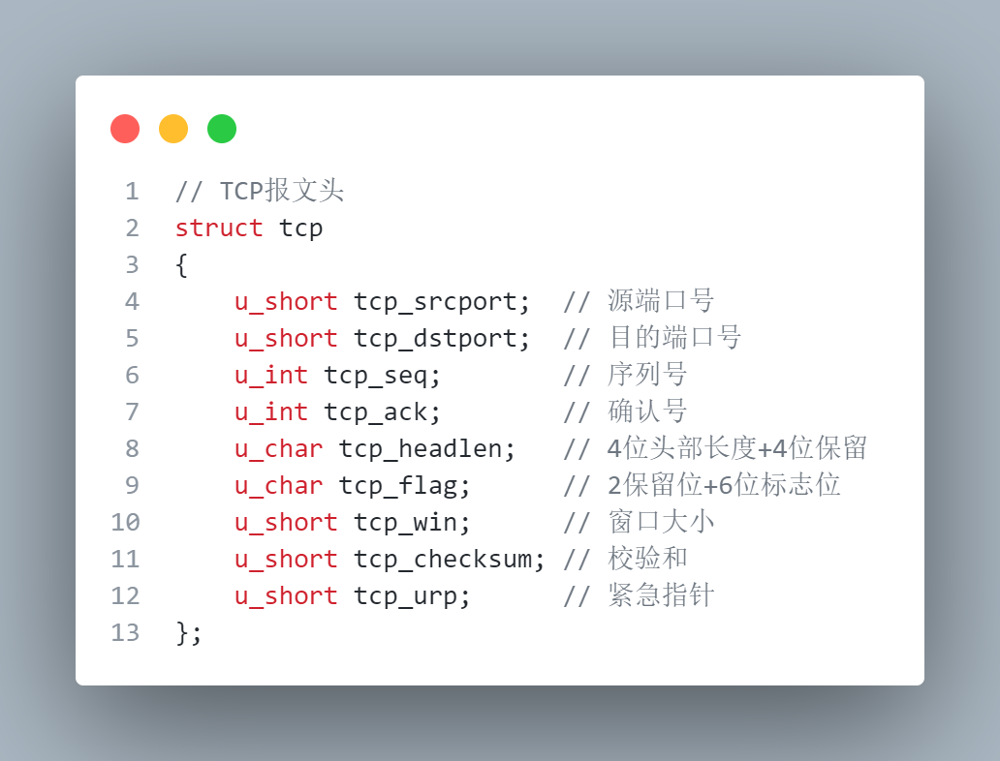 1 // TCP报文头
2 struct tcp
3 {
4     u_short tcp_srcport;  // 源端口号
5     u_short tcp_dstport;  // 目的端口号
6     u_int tcp_seq;        // 序列号
7     u_int tcp_ack;        // 确认号
8     u_char tcp_headlen;   // 4位头部长度+4位保留
9     u_char tcp_flag;      // 2保留位+6位标志位
10     u_short tcp_win;      // 窗口大小
11     u_short tcp_checksum; // 校验和
12     u_short tcp_urp;      // 紧急指针
13 };